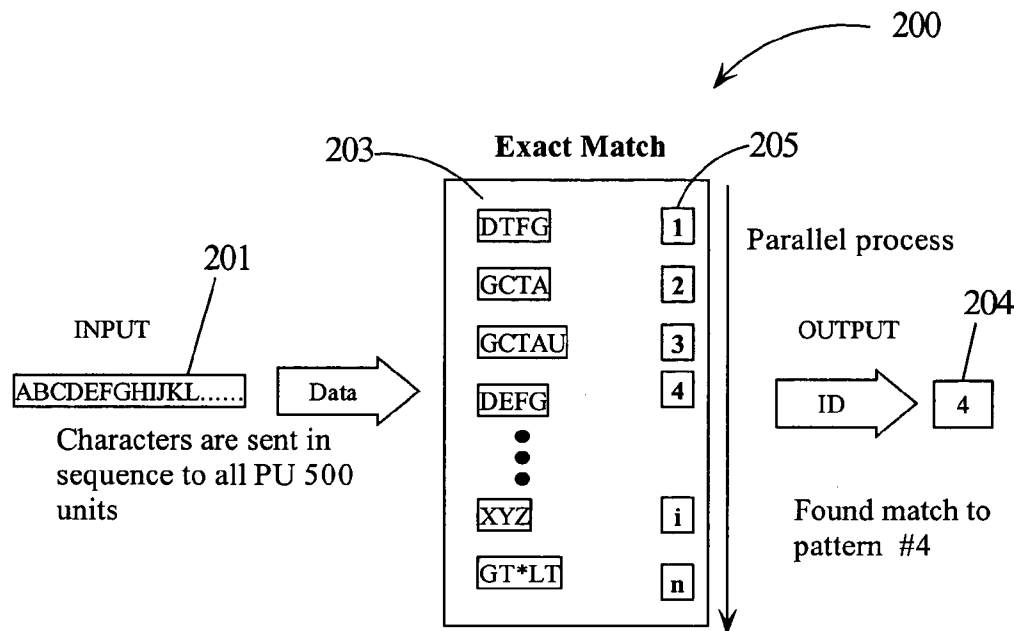 200
Exact Match
203
205
DTFG
1
Parallel process
201
GCTA
2
204
INPUT
OUTPUT
GCTAU
3
ABCDEFGHIJKL......
Data
DEFG
4
ID
4
Characters are sent in
sequence to all PU 500
units
XYZ
i
Found match to
pattern #4
GT*LT
n